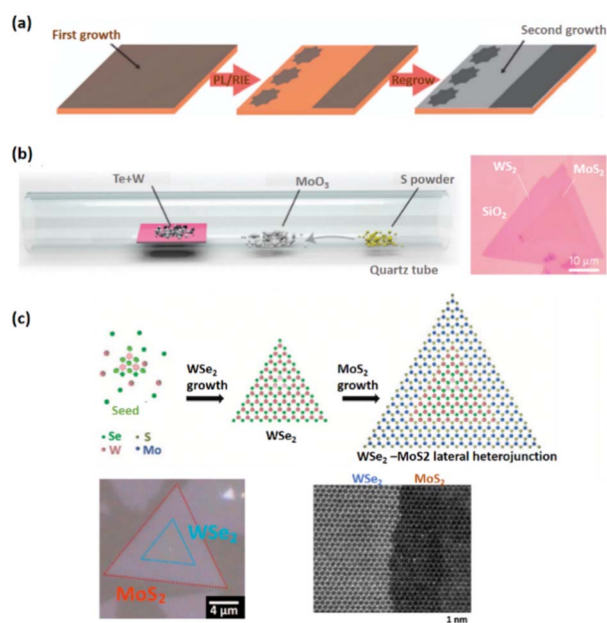 (a)
First growth
PL/RIE
Regrow
Second growth
(b)
Te+W
MoO₃
S powder
Quartz tube
WS₂
MoS₂
SiO₂
10 μm
(c)
Seed
Se
S
W
Mo
WSe₂
growth
WSe₂
MoS₂
growth
WSe₂ –MoS2 lateral heterojunction
WSe₂
MoS₂
4 μm
WSe₂
MoS₂
1 nm